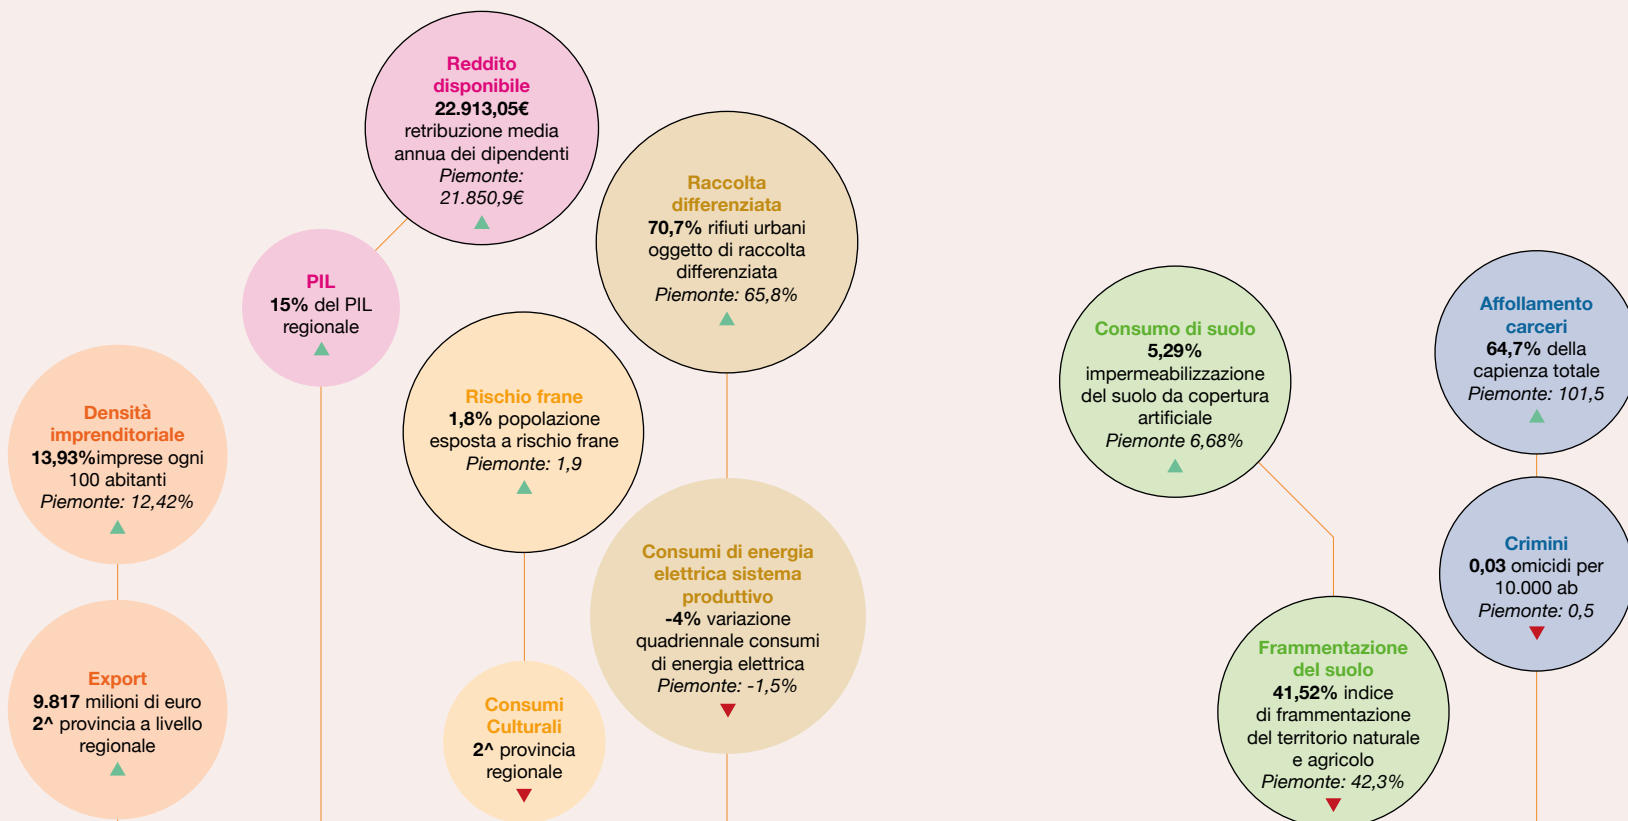 Reddito
disponibile
22.913,05€
retribuzione media
annua dei dipendenti
Piemonte:
21.850,9€
PIL
15% del PIL
regionale
Densità
imprenditoriale
13,93%imprese ogni
100 abitanti
Piemonte: 12,42%
Export
9.817 milioni di euro
2^ provincia a livello
regionale
Raccolta
differenziata
70,7% rifiuti urbani
oggetto di raccolta
differenziata
Piemonte: 65,8%
Rischio frane
1,8% popolazione
esposta a rischio frane
Piemonte: 1,9
Consumi di energia
elettrica sistema
produttivo
-4% variazione
quadriennale consumi
di energia elettrica
Piemonte: -1,5%
Consumi
Culturali
2^ provincia
regionale
Consumo di suolo
5,29%
impermeabilizzazione
del suolo da copertura
artificiale
Piemonte 6,68%
Frammentazione
del suolo
41,52% indice
di frammentazione
del territorio naturale
e agricolo
Piemonte: 42,3%
Affollamento
carceri
64,7% della
capienza totale
Piemonte: 101,5
Crimini
0,03 omicidi per
10.000 ab
Piemonte: 0,5